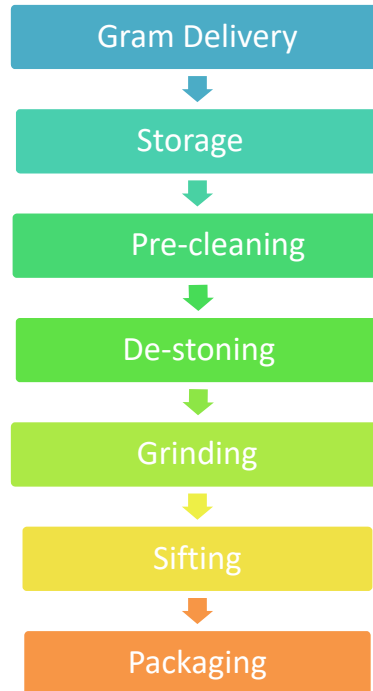 Gram Delivery
Storage
Pre-cleaning
De-stoning
Grinding
Sifting
Packaging